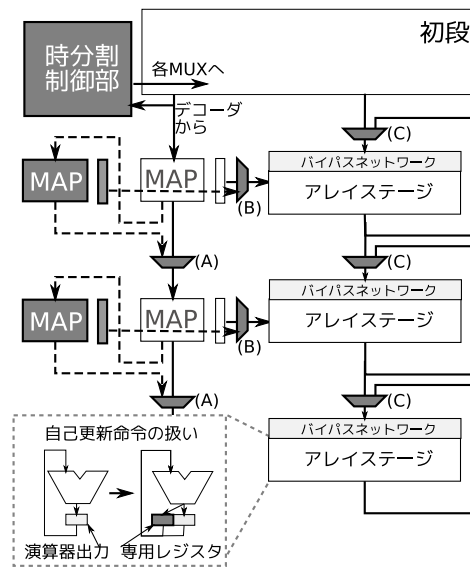 時分割
制御部
初段
各MUXへ
デコーダ
から
(C)
MAP
MAP
(B)
バイパスネットワーク
アレイステージ
(A)
(C)
MAP
MAP
(B)
バイパスネットワーク
アレイステージ
(A)
(C)
バイパスネットワーク
アレイステージ
自己更新命令の扱い
演算器出力
専用レジスタ